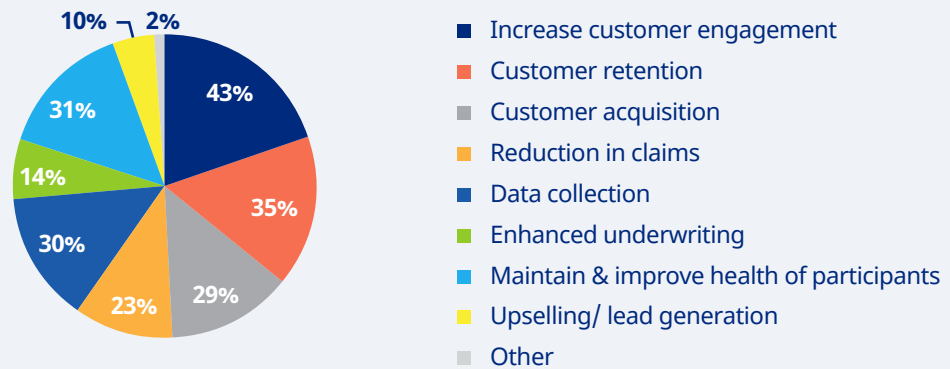 10% 2%
43%
31%
14%
35%
30%
29%
23%
Increase customer engagement
Customer retention
Customer acquisition
Reduction in claims
Data collection
Enhanced underwriting
Maintain & improve health of participants
Upselling/ lead generation
Other